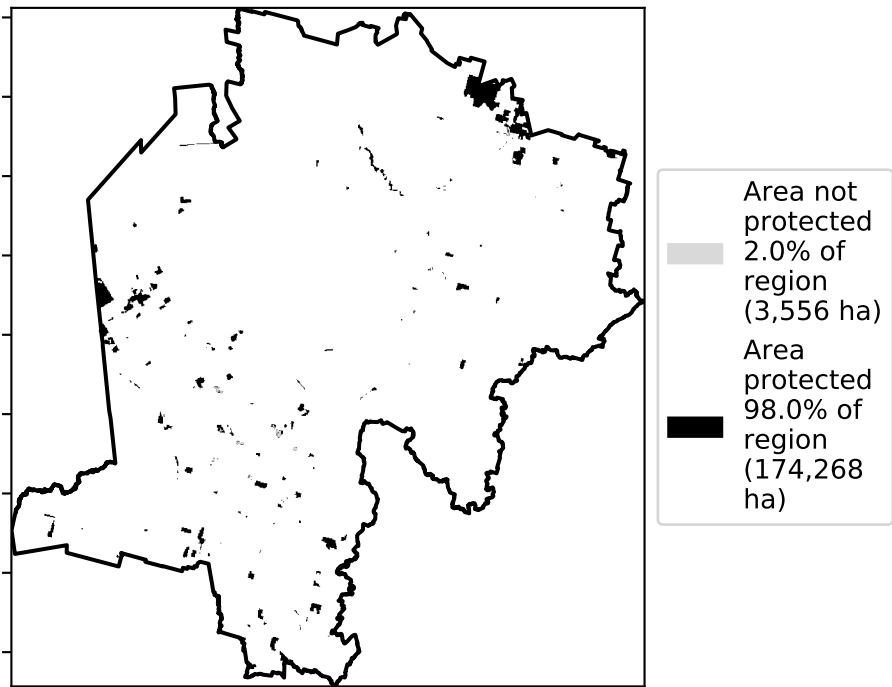 Area not
protected
2.0% of
region
(3,556 ha)
Area
protected
98.0% of
region
(174,268
ha)